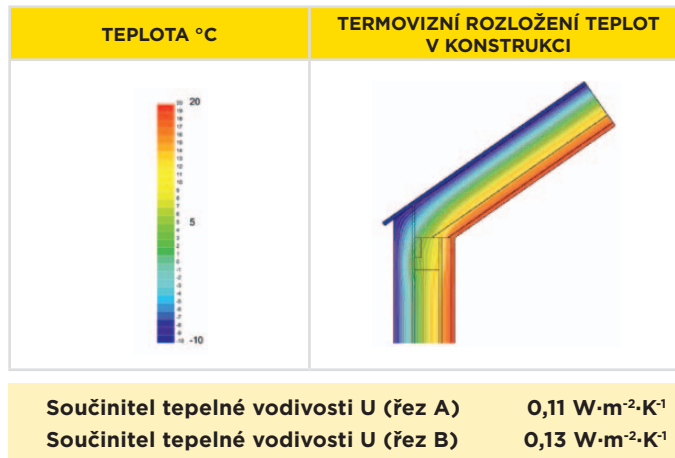 TEPLOTA °C
TERMOVIZNÍ ROZLOŽENÍ TEPLOT
V KONSTRUKCI
20
5
-10
Součinitel tepelné vodivosti U (řez A) 0,11 W·m⁻²·K⁻¹
Součinitel tepelné vodivosti U (řez B) 0,13 W·m⁻²·K⁻¹